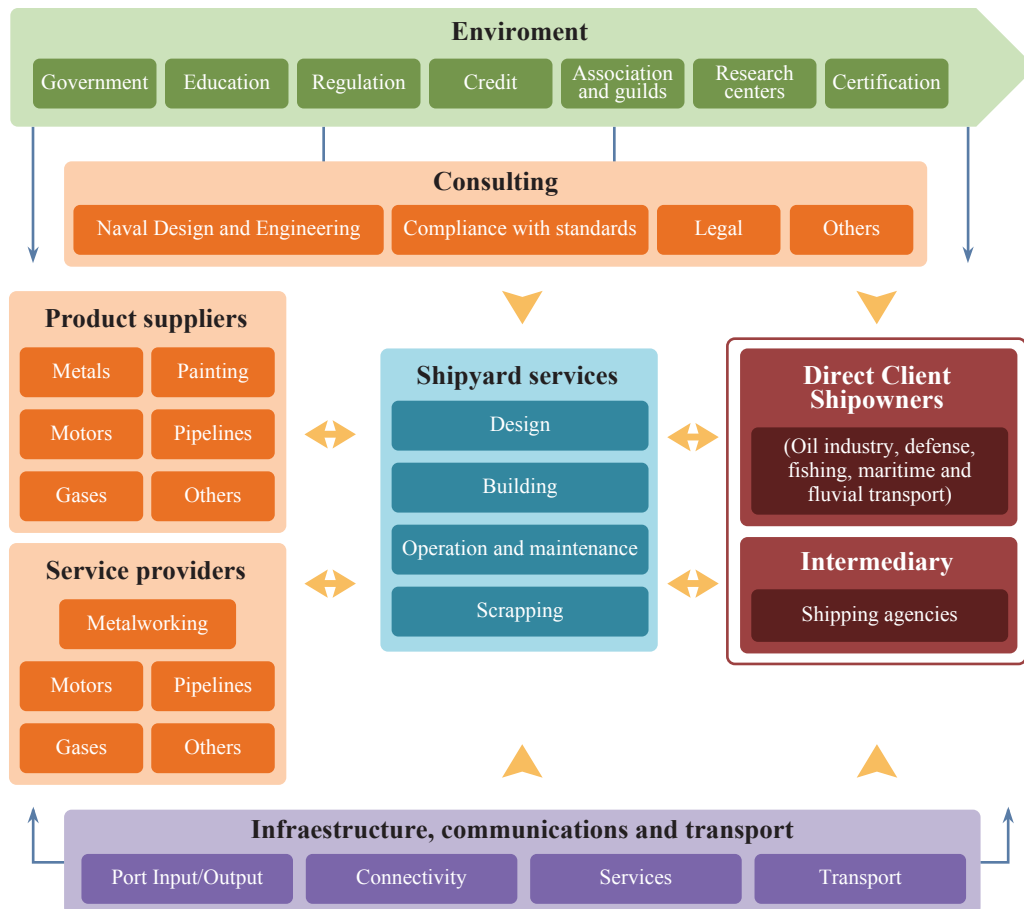 Enviroment
Government
Education
Regulation
Credit
Association
and guilds
Research
centers
Certification
Consulting
Naval Design and Engineering
Compliance with standards
Legal
Others
Product suppliers
Metals
Painting
Motors
Pipelines
Gases
Others
Service providers
Metalworking
Motors
Pipelines
Gases
Others
Shipyard services
Design
Building
Operation and maintenance
Scrapping
Direct Client
Shipowners
(Oil industry, defense,
fishing, maritime and
fluvial transport)
Intermediary
Shipping agencies
Infraestructure, communications and transport
Port Input/Output
Connectivity
Services
Transport